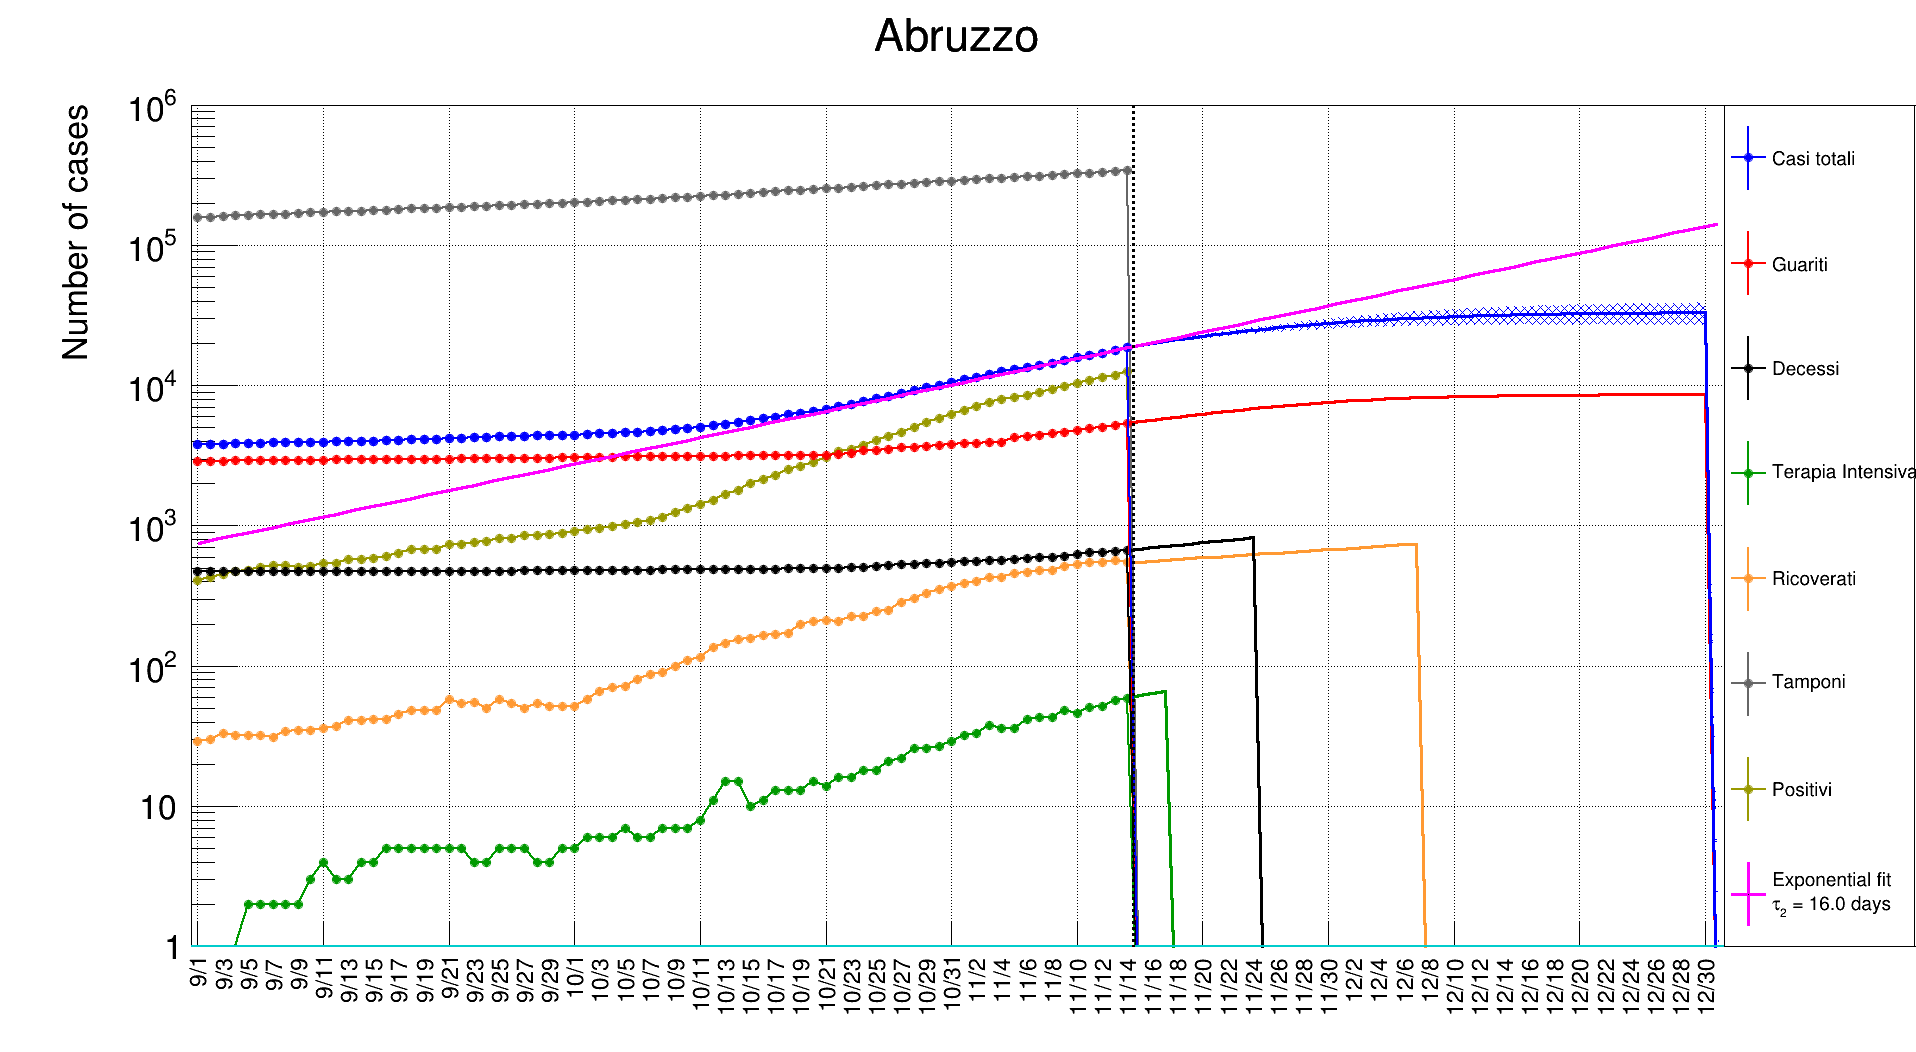 Abruzzo
Number of cases
10^6
10^5
10^4
10^3
10^2
10
1
9/1 9/3 9/5 9/7 9/9 9/11 9/13 9/15 9/17 9/19 9/21 9/23 9/25 9/27 9/29 10/1 10/3 10/5 10/7 10/9 10/11 10/13 10/15 10/17 10/19 10/21 10/23 10/25 10/27 10/29 10/31 11/2 11/4 11/6 11/8 11/10 11/12 11/14 11/16 11/18 11/20 11/22 11/24 11/26 11/28 11/30 12/2 12/4 12/6 12/8 12/10 12/12 12/14 12/16 12/18 12/20 12/22 12/24 12/26 12/28 12/30
Casi totali
Guariti
Decessi
Terapia Intensiva
Ricoverati
Tamponi
Positivi
Exponential fit
τ_2 = 16.0 days